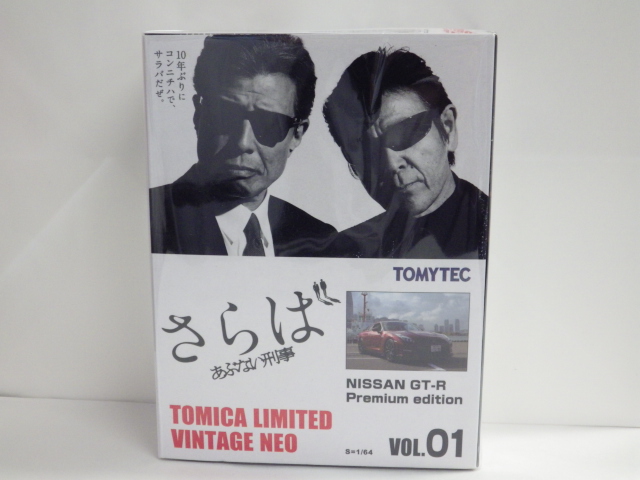 10年ぶりに
コンニチハで、
サラバだぜ。
TOMYTEC
さらば
あぶない刑事
NISSAN GT-R
Premium edition
TOMICA LIMITED
VINTAGE NEO
S=1/64
VOL.01